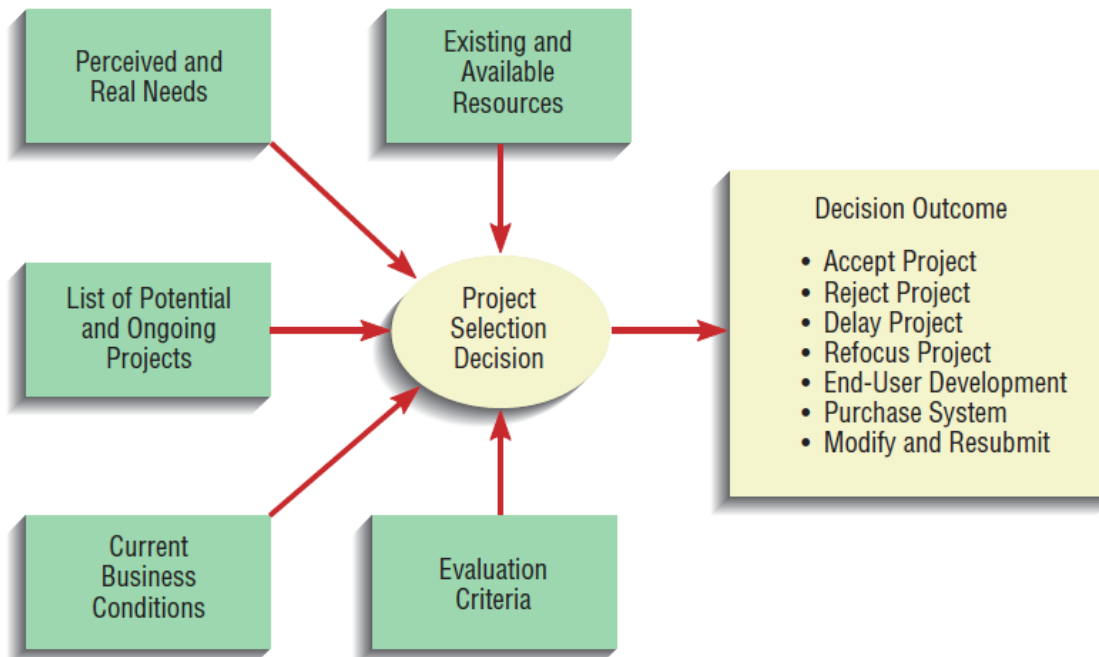 Perceived and
Real Needs
Existing and
Available
Resources
List of Potential
and Ongoing
Projects
Project
Selection
Decision
Current
Business
Conditions
Evaluation
Criteria
Decision Outcome
• Accept Project
• Reject Project
• Delay Project
• Refocus Project
• End-User Development
• Purchase System
• Modify and Resubmit